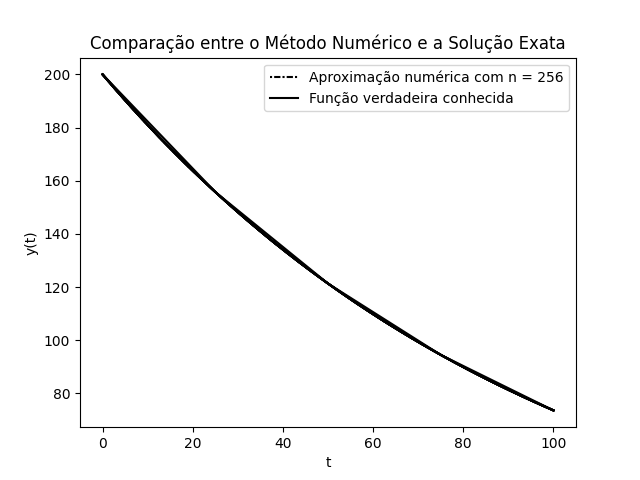 Comparação entre o Método Numérico e a Solução Exata
Aproximação numérica com n = 256
Função verdadeira conhecida
200
180
160
140
120
100
80
y(t)
0 20 40 60 80 100
t